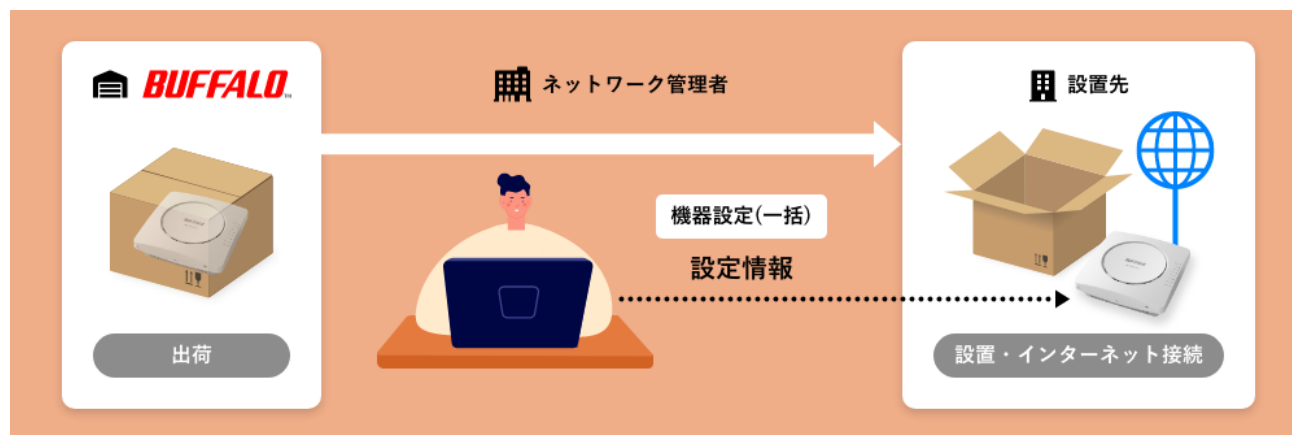 BUFFALO™
出荷
ネットワーク管理者
機器設定(一括)
設定情報
設置先
設置・インターネット接続